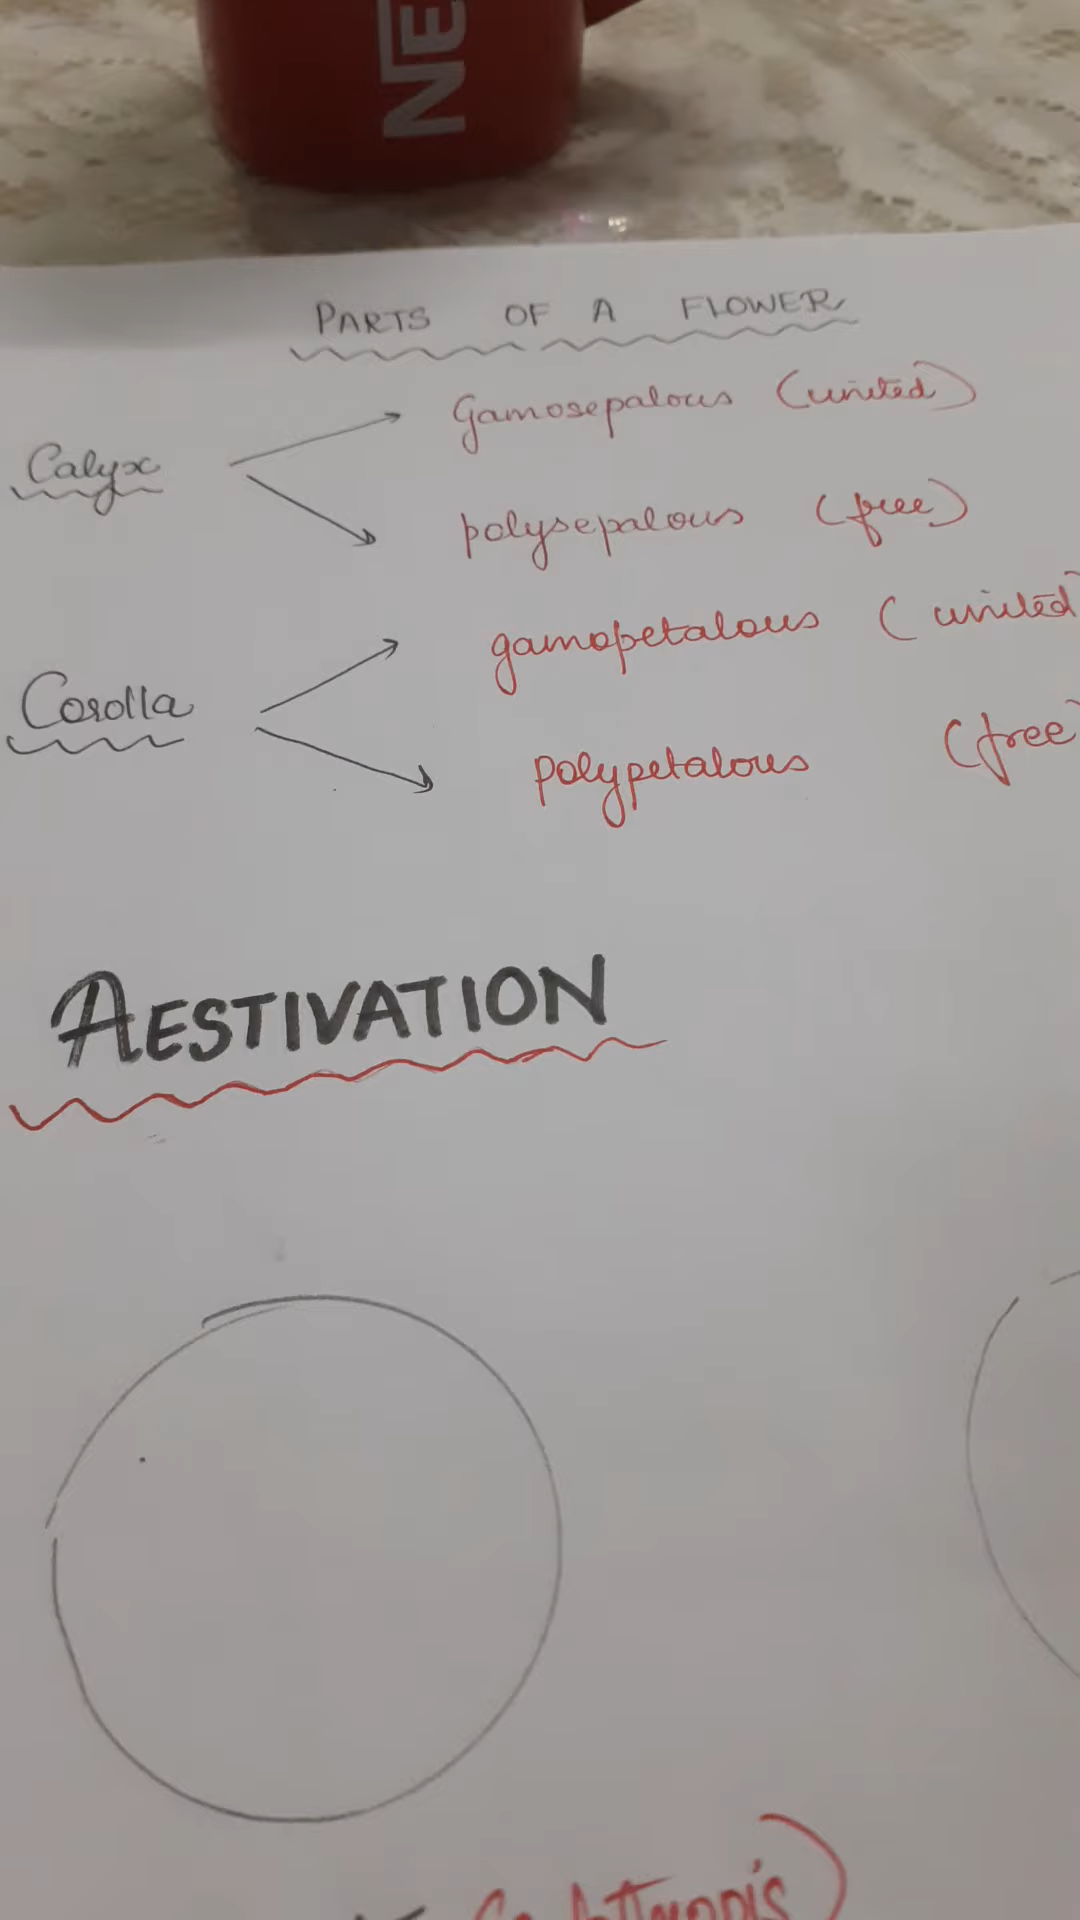 NE
PARTS OF A FLOWER
Gamosepalous (united)
Calyx
polysepalous (free)
gamopetalous (united)
Corolla
polypetalous (free)
AESTIVATION